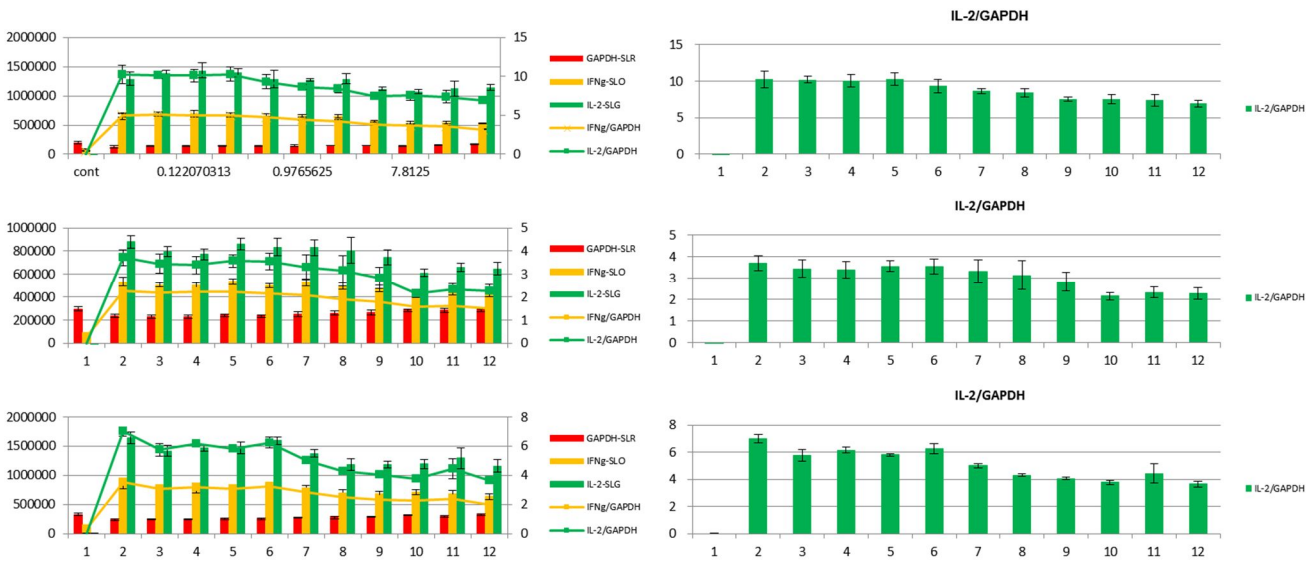 IL-2/GAPDH
2000000 15
1500000
1000000 10
500000 5
0 0
cont 0.122070313 0.9765625 7.8125
GAPDH-SLR
IFNg-SLO
IL-2-SLG
IFNg/GAPDH
IL-2/GAPDH
15
10
5
0
1 2 3 4 5 6 7 8 9 10 11 12
IL-2/GAPDH
1000000 5
800000 4
600000 3
400000 2
200000 1
0 0
1 2 3 4 5 6 7 8 9 10 11 12
GAPDH-SLR
IFNg-SLO
IL-2-SLG
IFNg/GAPDH
IL-2/GAPDH
IL-2/GAPDH
5
4
3
2
1
0
1 2 3 4 5 6 7 8 9 10 11 12
IL-2/GAPDH
2000000 8
1500000 6
1000000 4
500000 2
0 0
1 2 3 4 5 6 7 8 9 10 11 12
GAPDH-SLR
IFNg-SLO
IL-2-SLG
IFNg/GAPDH
IL-2/GAPDH
IL-2/GAPDH
8
6
4
2
0
1 2 3 4 5 6 7 8 9 10 11 12
IL-2/GAPDH